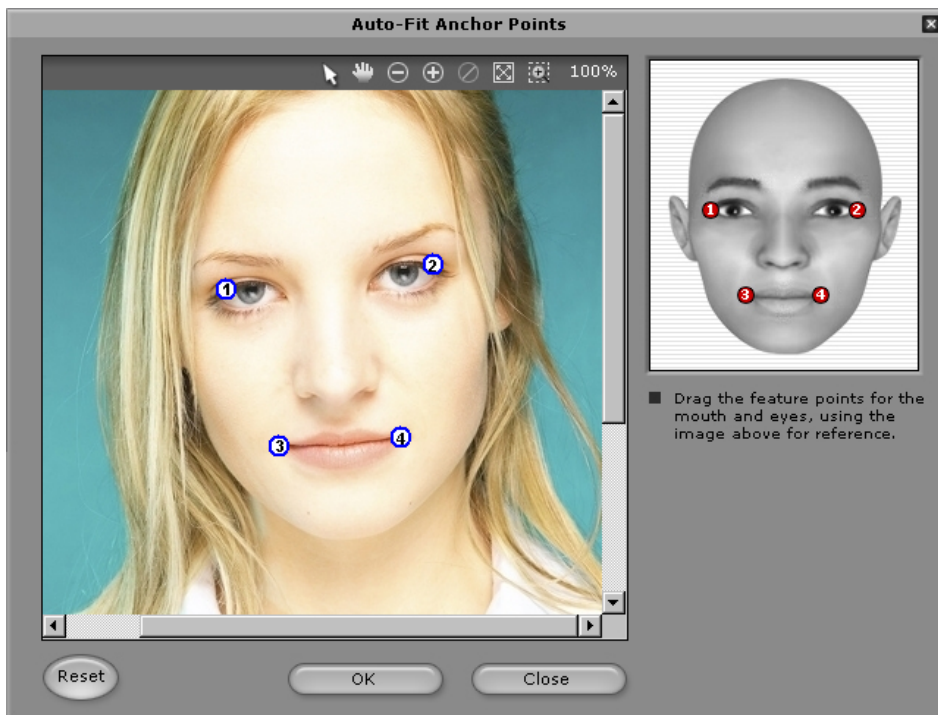 Auto-Fit Anchor Points
100%
1
2
3
4
1
2
3
4
Drag the feature points for the
mouth and eyes, using the
image above for reference.
Reset
OK
Close